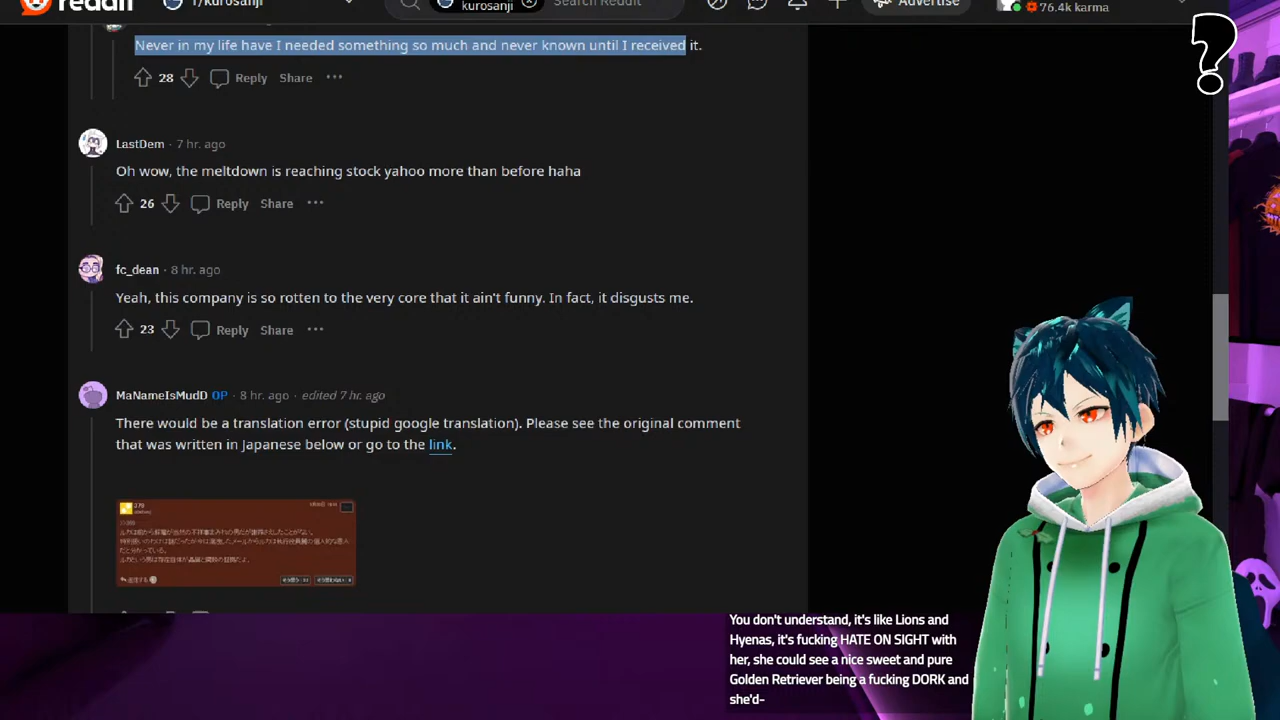 reddit
r/kurosanji
kurosanji
Search Reddit
Advertise
76.4k karma
Never in my life have I needed something so much and never known until I received it.
28 Reply Share
LastDem · 7 hr. ago
Oh wow, the meltdown is reaching stock yahoo more than before haha
26 Reply Share
fc_dean · 8 hr. ago
Yeah, this company is so rotten to the very core that it ain't funny. In fact, it disgusts me.
23 Reply Share
MaNameIsMudD OP · 8 hr. ago · edited 7 hr. ago
There would be a translation error (stupid google translation). Please see the original comment
that was written in Japanese below or go to the link.
You don't understand, it's like Lions and
Hyenas, it's fucking HATE ON SIGHT with
her, she could see a nice sweet and pure
Golden Retriever being a fucking DORK and
she'd-